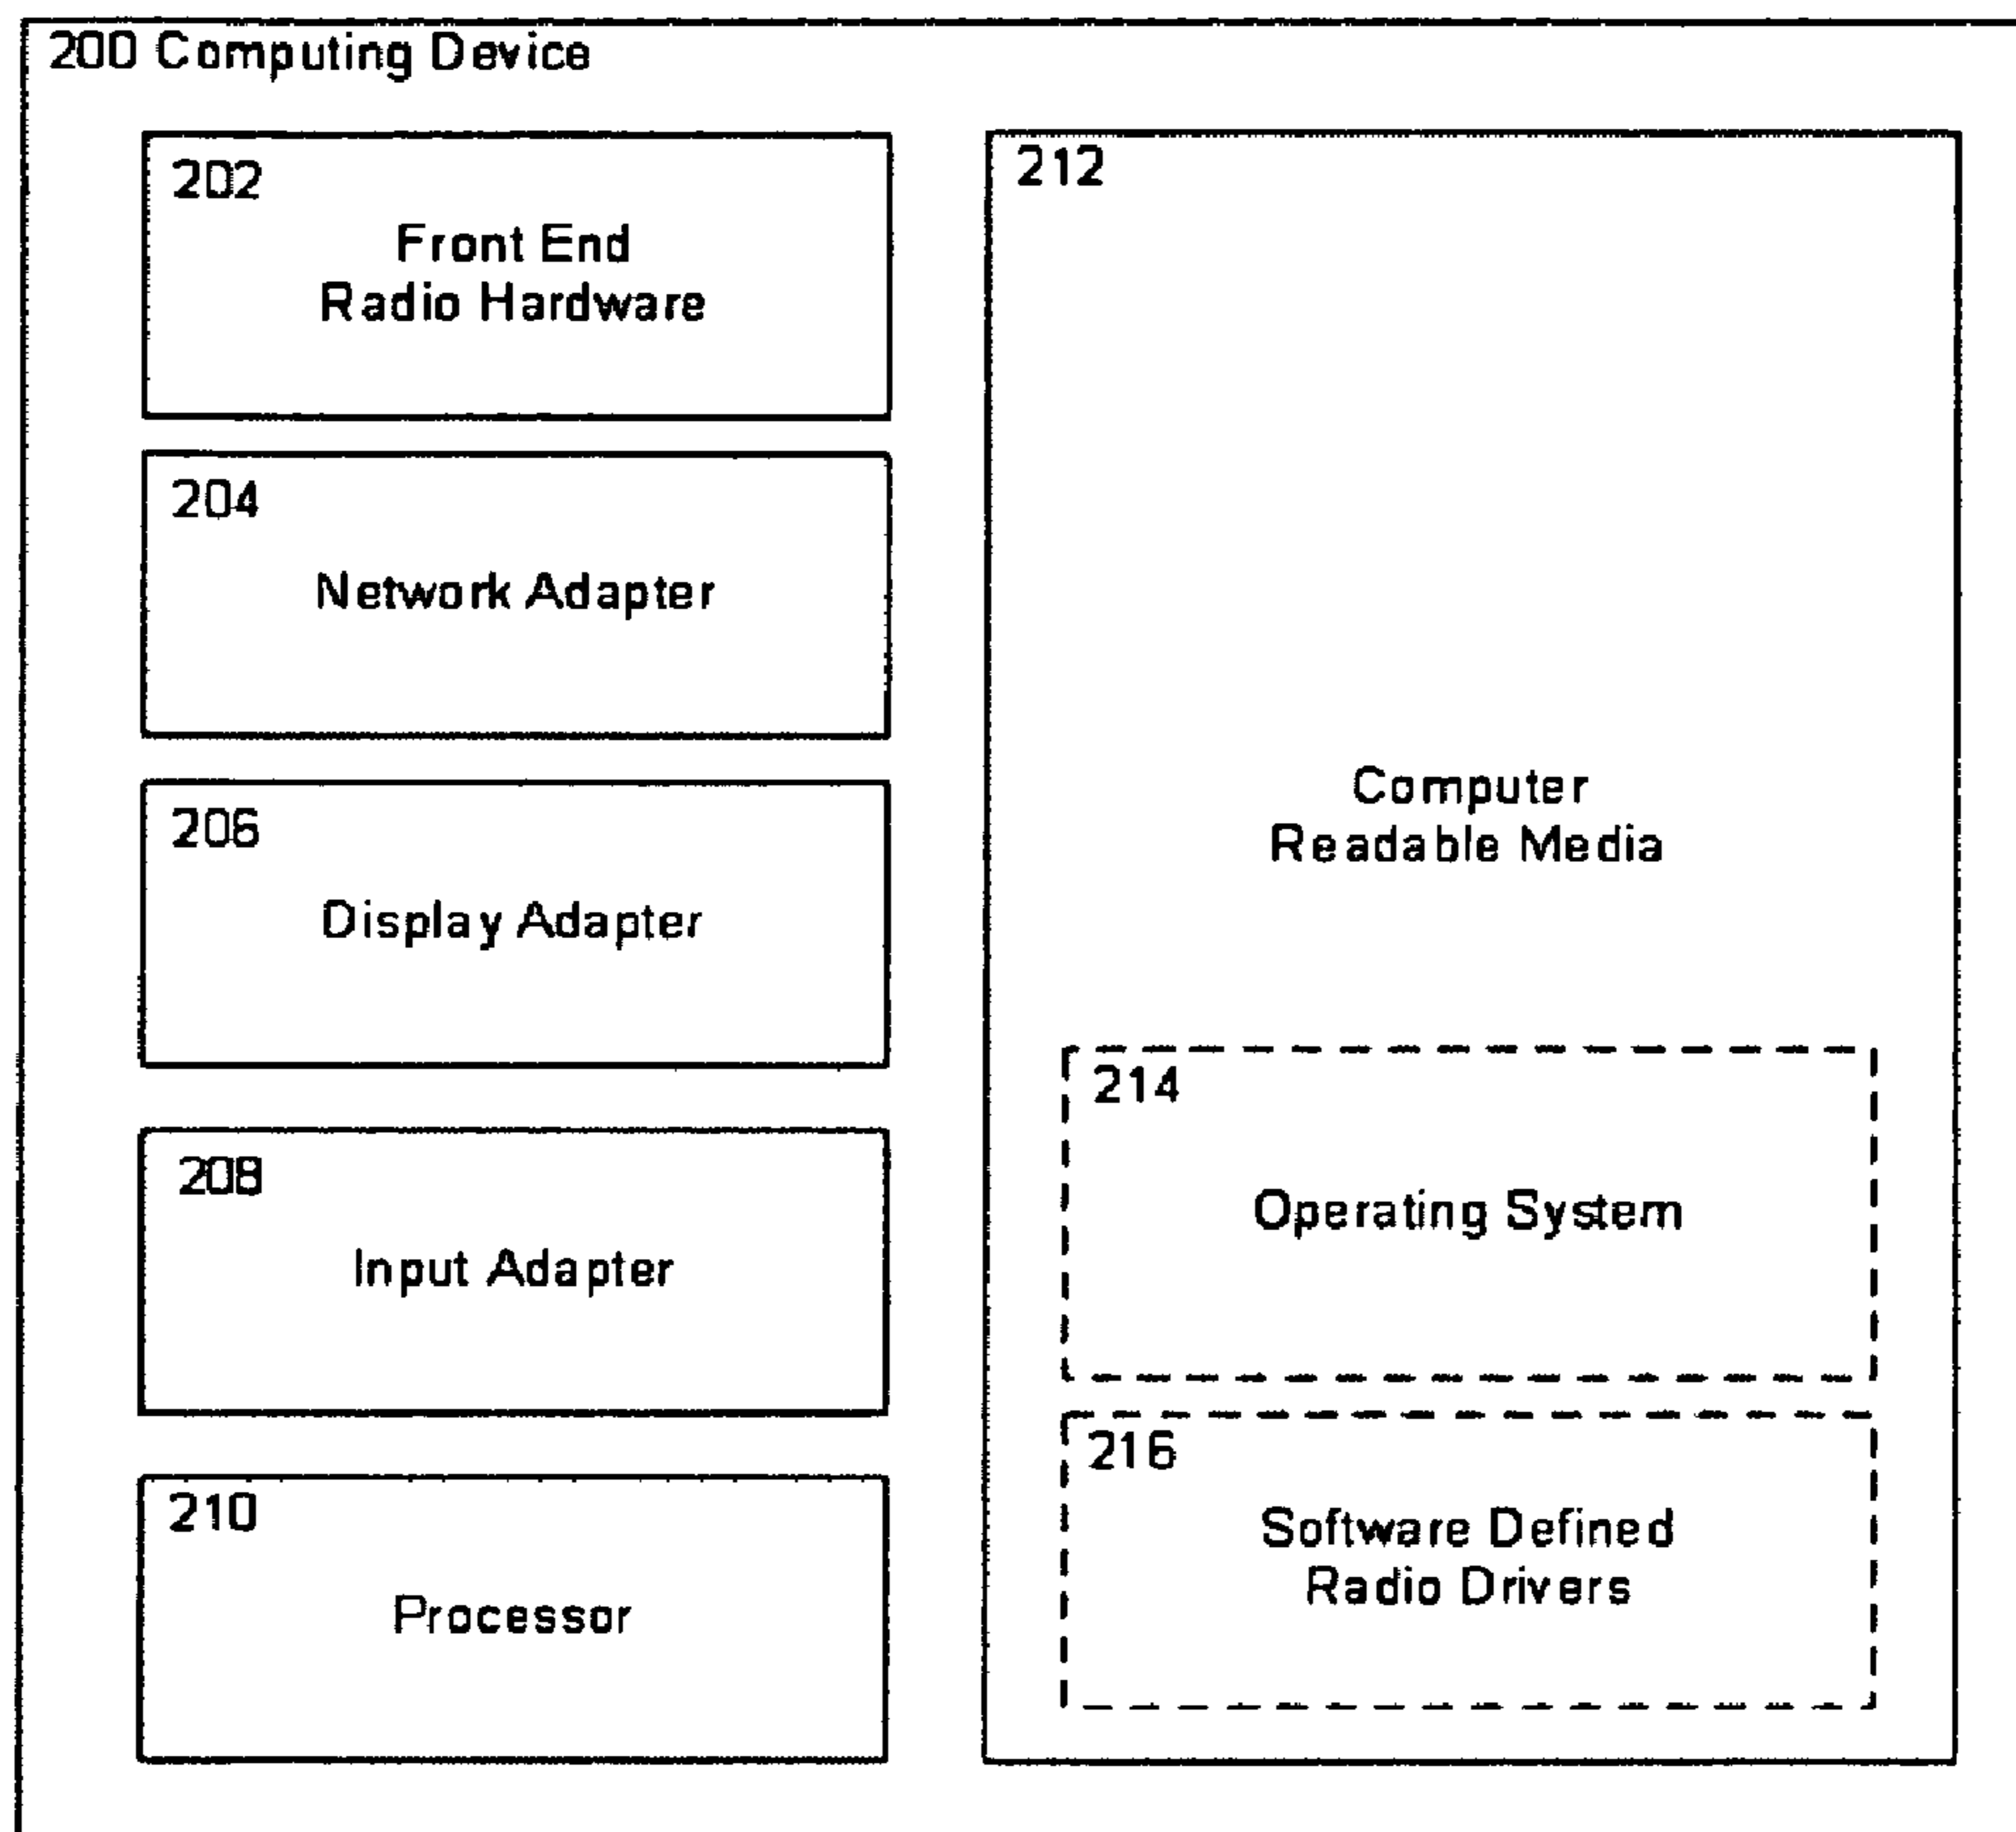 200 Computing Device
202
Front End
Radio Hardware
204
Network Adapter
206
Display Adapter
208
Input Adapter
210
Processor
212
Computer
Readable Media
214
Operating System
216
Software Defined
Radio Drivers